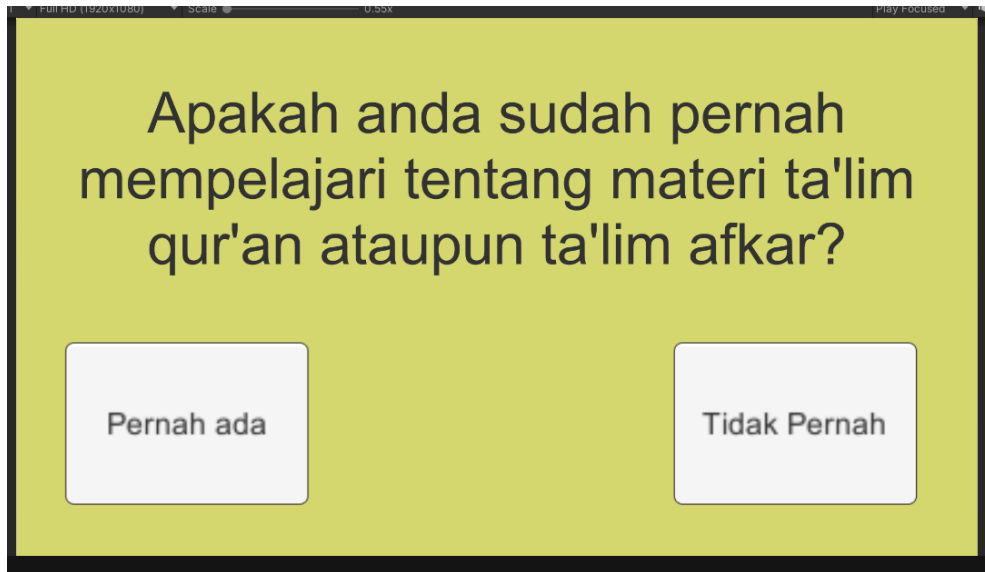 Full HD (1920x1080) Scale 0.55x Play Focused
Apakah anda sudah pernah
mempelajari tentang materi ta'lim
qur'an ataupun ta'lim afkar?
Pernah ada
Tidak Pernah